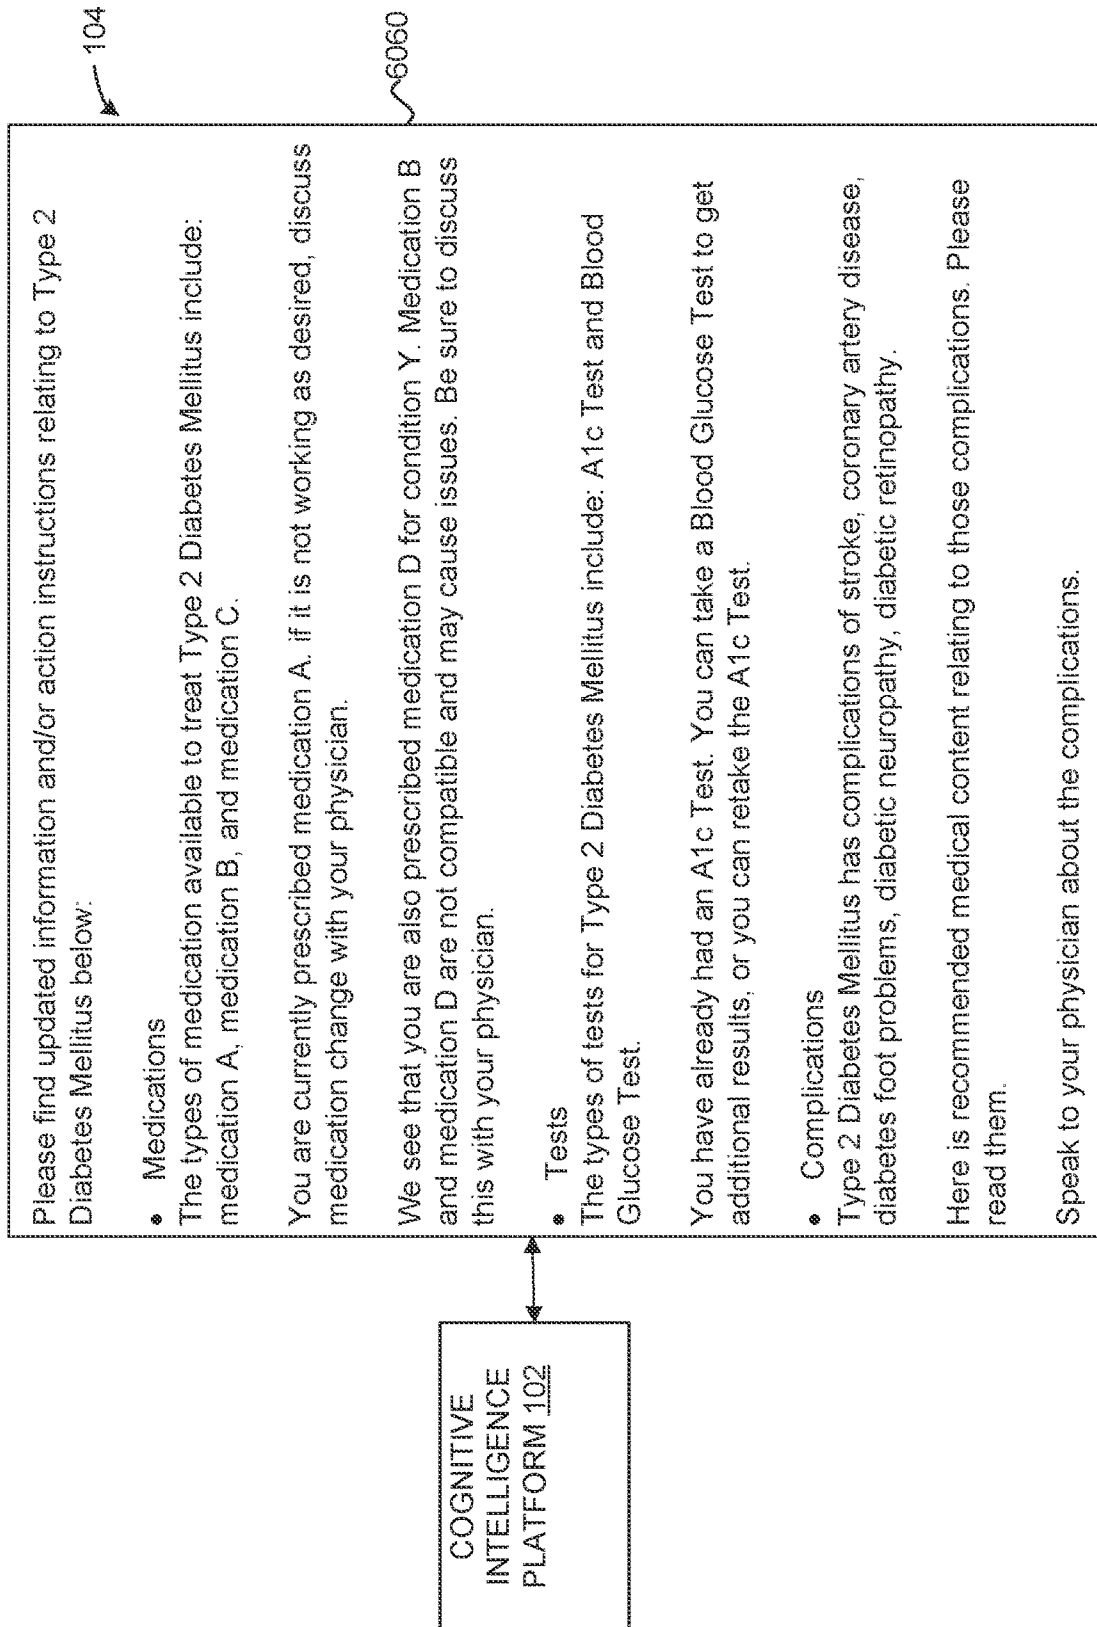 104
6060
Please find updated information and/or action instructions relating to Type 2
Diabetes Mellitus below:
• Medications
The types of medication available to treat Type 2 Diabetes Mellitus include:
medication A, medication B, and medication C.
You are currently prescribed medication A. if it is not working as desired, discuss
medication change with your physician.
We see that you are also prescribed medication D for condition Y. Medication B
and medication D are not compatible and may cause issues. Be sure to discuss
this with your physician.
• Tests
The types of tests for Type 2 Diabetes Mellitus include: A1c Test and Blood
Glucose Test.
You have already had an A1c Test. You can take a Blood Glucose Test to get
additional results, or you can retake the A1c Test.
• Complications
Type 2 Diabetes Mellitus has complications of stroke, coronary artery disease,
diabetes foot problems, diabetic neuropathy, diabetic retinopathy.
Here is recommended medical content relating to those complications. Please
read them.
Speak to your physician about the complications.
COGNITIVE
INTELLIGENCE
PLATFORM 102